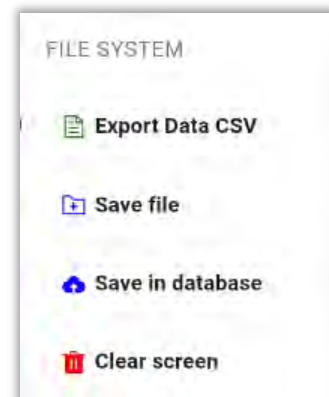 FILE SYSTEM
Export Data CSV
Save file
Save in database
Clear screen